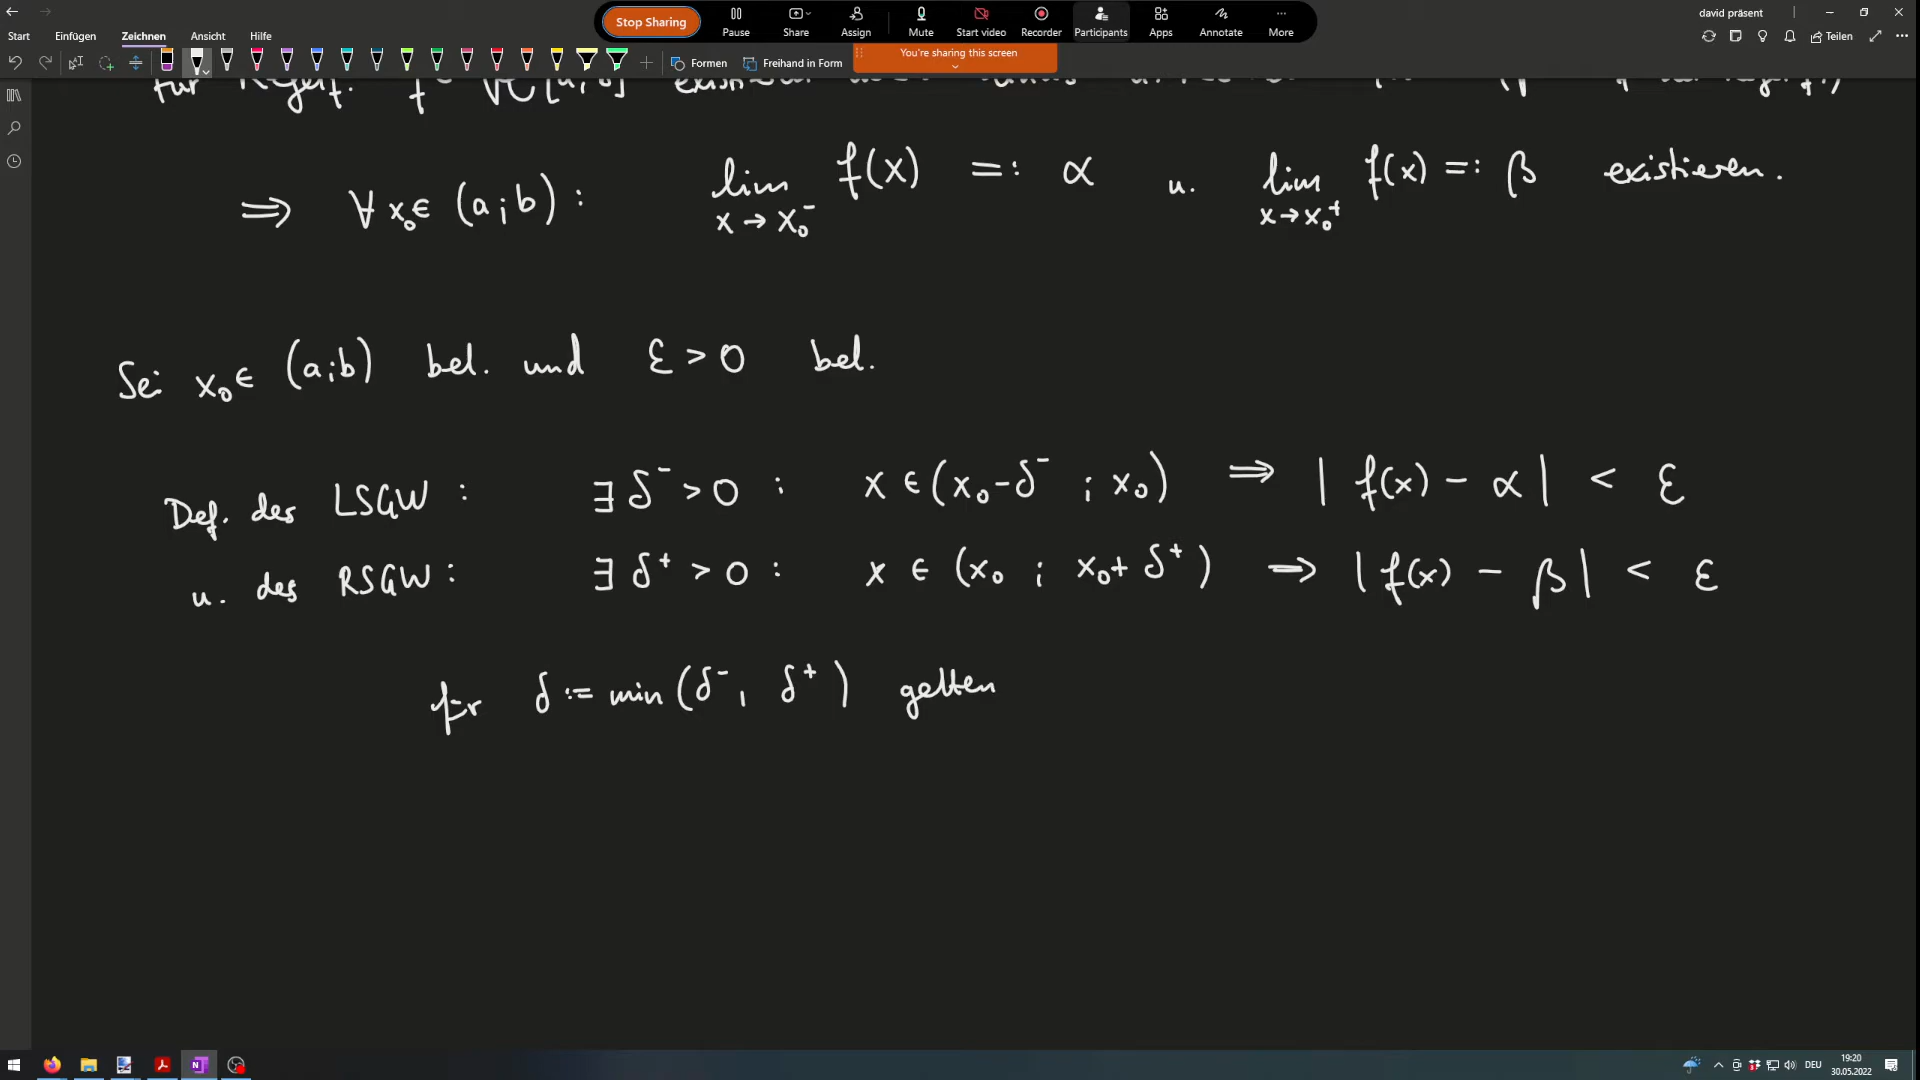 david präsent
Stop Sharing
Pause
Share
Assign
Mute
Start video
Recorder
Participants
Apps
Annotate
More
Start Einfügen Zeichnen Ansicht Hilfe
You're sharing this screen
Teilen
Formen
Freihand in Form
⇒ ∀ x₀ ∈ (a;b): lim x→x₀⁻ f(x) =: α u. lim x→x₀⁺ f(x) =: β existieren.
Sei x₀ ∈ (a;b) bel. und ε > 0 bel.
Def. des LSGW: ∃ δ⁻ > 0 : x ∈ (x₀-δ⁻ ; x₀) ⇒ | f(x) - α | < ε
u. des RSGW: ∃ δ⁺ > 0 : x ∈ (x₀ ; x₀+ δ⁺) ⇒ | f(x) - β | < ε
für δ := min (δ⁻, δ⁺) gelten
DEU
19:20
30.05.2022